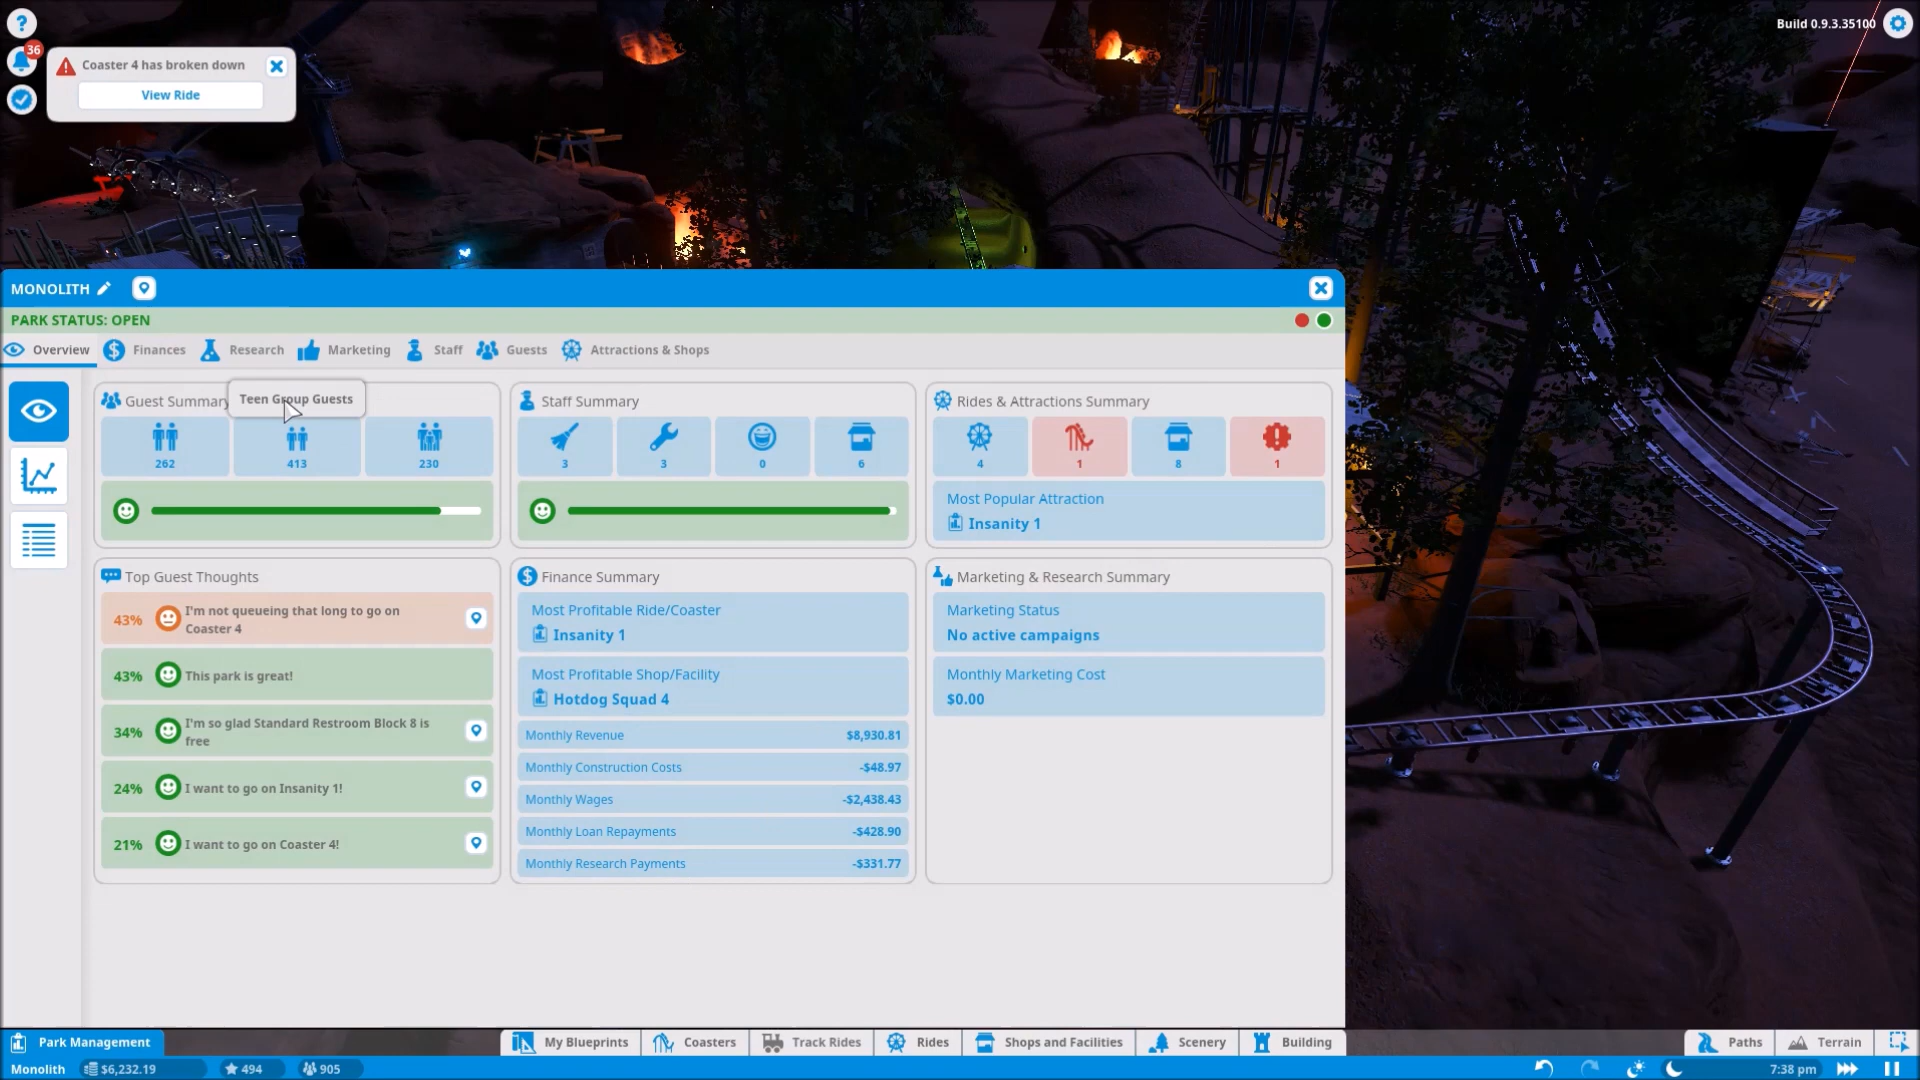 ?
Build 0.9.3.35100
36
Coaster 4 has broken down
View Ride
MONOLITH
PARK STATUS: OPEN
Overview
Finances
Research
Marketing
Staff
Guests
Attractions & Shops
Guest Summary
Teen Group Guests
262
413
230
Staff Summary
3
3
0
6
Rides & Attractions Summary
4
1
8
1
Most Popular Attraction
Insanity 1
Top Guest Thoughts
43%
I'm not queueing that long to go on
Coaster 4
43%
This park is great!
34%
I'm so glad Standard Restroom Block 8 is
free
24%
I want to go on Insanity 1!
21%
I want to go on Coaster 4!
Finance Summary
Most Profitable Ride/Coaster
Insanity 1
Most Profitable Shop/Facility
Hotdog Squad 4
Monthly Revenue $8,930.81
Monthly Construction Costs -$48.97
Monthly Wages -$2,438.43
Monthly Loan Repayments -$428.90
Monthly Research Payments -$331.77
Marketing & Research Summary
Marketing Status
No active campaigns
Monthly Marketing Cost
$0.00
Park Management
My Blueprints
Coasters
Track Rides
Rides
Shops and Facilities
Scenery
Building
Paths
Terrain
Monolith
$6,232.19
494
905
7:38 pm